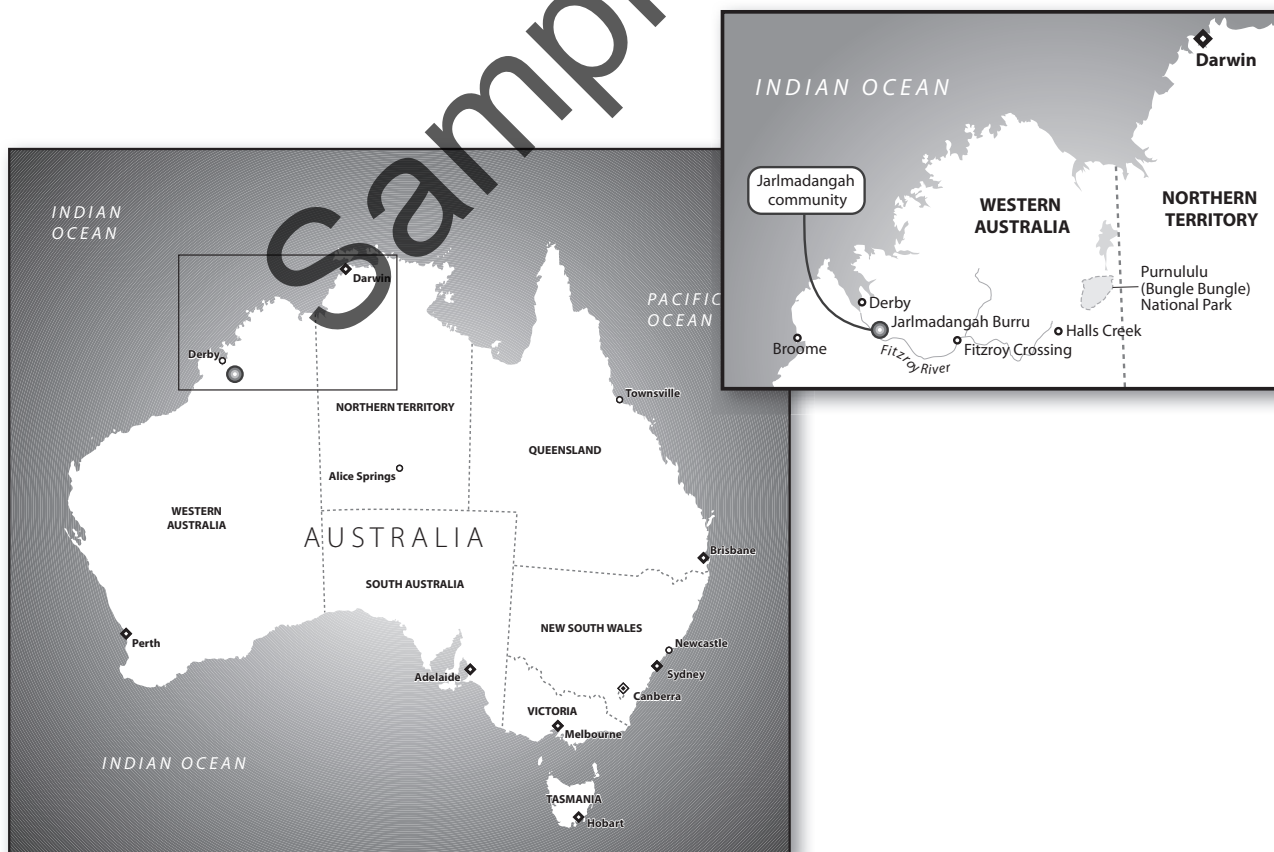 Sampl
INDIAN
OCEAN
Darwin
PACIFIC
OCEAN
Derby
Townsville
NORTHERN TERRITORY
QUEENSLAND
Alice Springs
WESTERN
AUSTRALIA
AUSTRALIA
Brisbane
SOUTH AUSTRALIA
NEW SOUTH WALES
Newcastle
Perth
Sydney
Adelaide
Canberra
VICTORIA
Melbourne
INDIAN OCEAN
TASMANIA
Hobart
Darwin
INDIAN OCEAN
Jarlmadangah
community
WESTERN
AUSTRALIA
NORTHERN
TERRITORY
Purnululu
(Bungle Bungle)
National Park
Derby
Jarlmadangah Burru
Halls Creek
Broome
Fitzroy Crossing
Fitzroy River